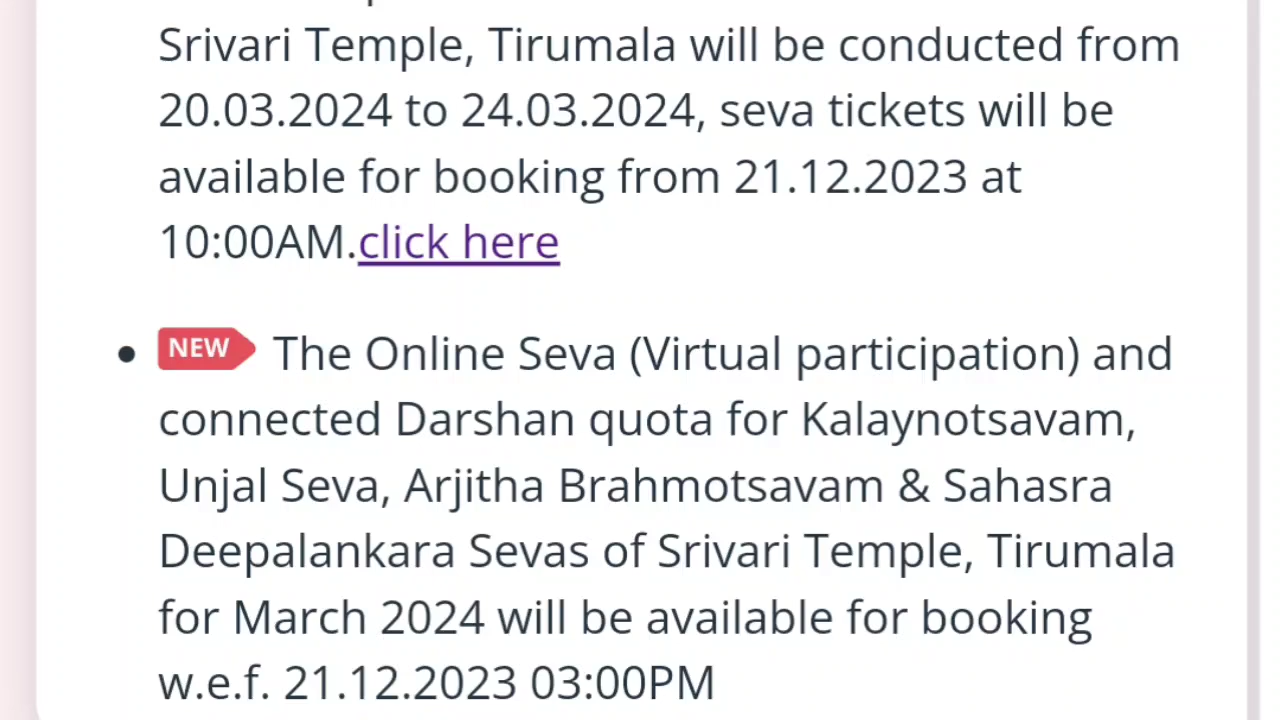 Srivari Temple, Tirumala will be conducted from
20.03.2024 to 24.03.2024, seva tickets will be
available for booking from 21.12.2023 at
10:00AM.click here
• NEW The Online Seva (Virtual participation) and
connected Darshan quota for Kalaynotsavam,
Unjal Seva, Arjitha Brahmotsavam & Sahasra
Deepalankara Sevas of Srivari Temple, Tirumala
for March 2024 will be available for booking
w.e.f. 21.12.2023 03:00PM